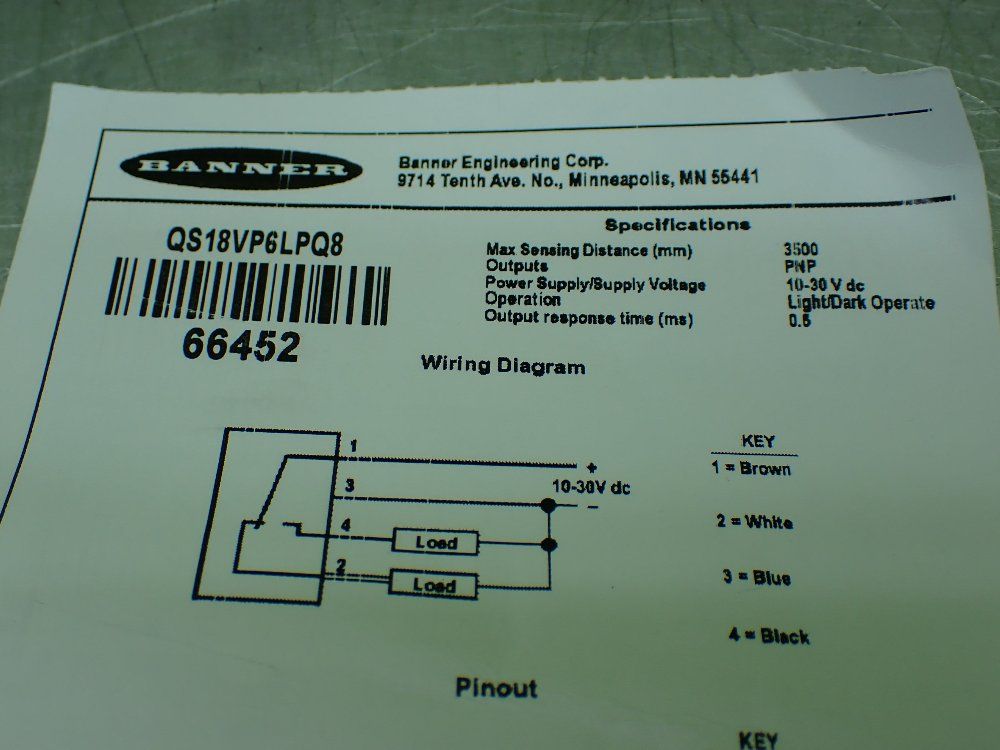 BANNER
Banner Engineering Corp.
9714 Tenth Ave. No., Minneapolis, MN 55441
QS18VP6LPQ8
66452
Specifications
Max Sensing Distance (mm) 3500
Outputs PNP
Power Supply/Supply Voltage 10-30 V dc
Operation Light/Dark Operate
Output response time (ms) 0.6
Wiring Diagram
1
+
10-30V dc
3
–
4
Load
2
Load
KEY
1 = Brown
2 = White
3 = Blue
4 = Black
Pinout
KEY